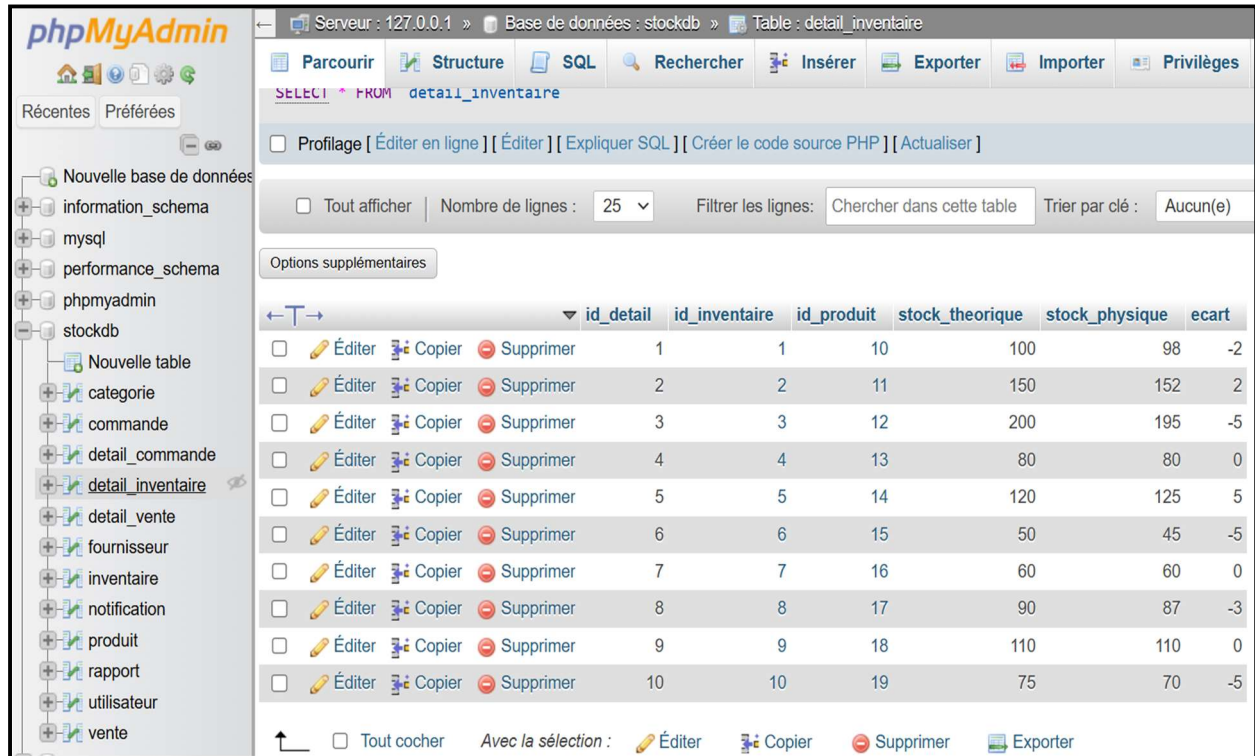 phpMyAdmin
Récentes Préférées
Nouvelle base de données
information_schema
mysql
performance_schema
phpmyadmin
stockdb
Nouvelle table
categorie
commande
detail_commande
detail_inventaire
detail_vente
fournisseur
inventaire
notification
produit
rapport
utilisateur
vente
← Serveur : 127.0.0.1 » Base de données : stockdb » Table : detail_inventaire
Parcourir Structure SQL Rechercher Insérer Exporter Importer Privilèges
SELECT * FROM detail_inventaire
Profilage [ Éditer en ligne ] [ Éditer ] [ Expliquer SQL ] [ Créer le code source PHP ] [ Actualiser ]
Tout afficher | Nombre de lignes : 25 Filtrer les lignes: Chercher dans cette table Trier par clé : Aucun(e)
Options supplémentaires
←T→ ▼ id_detail id_inventaire id_produit stock_theorique stock_physique ecart
Éditer Copier Supprimer 1 1 10 100 98 -2
Éditer Copier Supprimer 2 2 11 150 152 2
Éditer Copier Supprimer 3 3 12 200 195 -5
Éditer Copier Supprimer 4 4 13 80 80 0
Éditer Copier Supprimer 5 5 14 120 125 5
Éditer Copier Supprimer 6 6 15 50 45 -5
Éditer Copier Supprimer 7 7 16 60 60 0
Éditer Copier Supprimer 8 8 17 90 87 -3
Éditer Copier Supprimer 9 9 18 110 110 0
Éditer Copier Supprimer 10 10 19 75 70 -5
Tout cocher Avec la sélection : Éditer Copier Supprimer Exporter